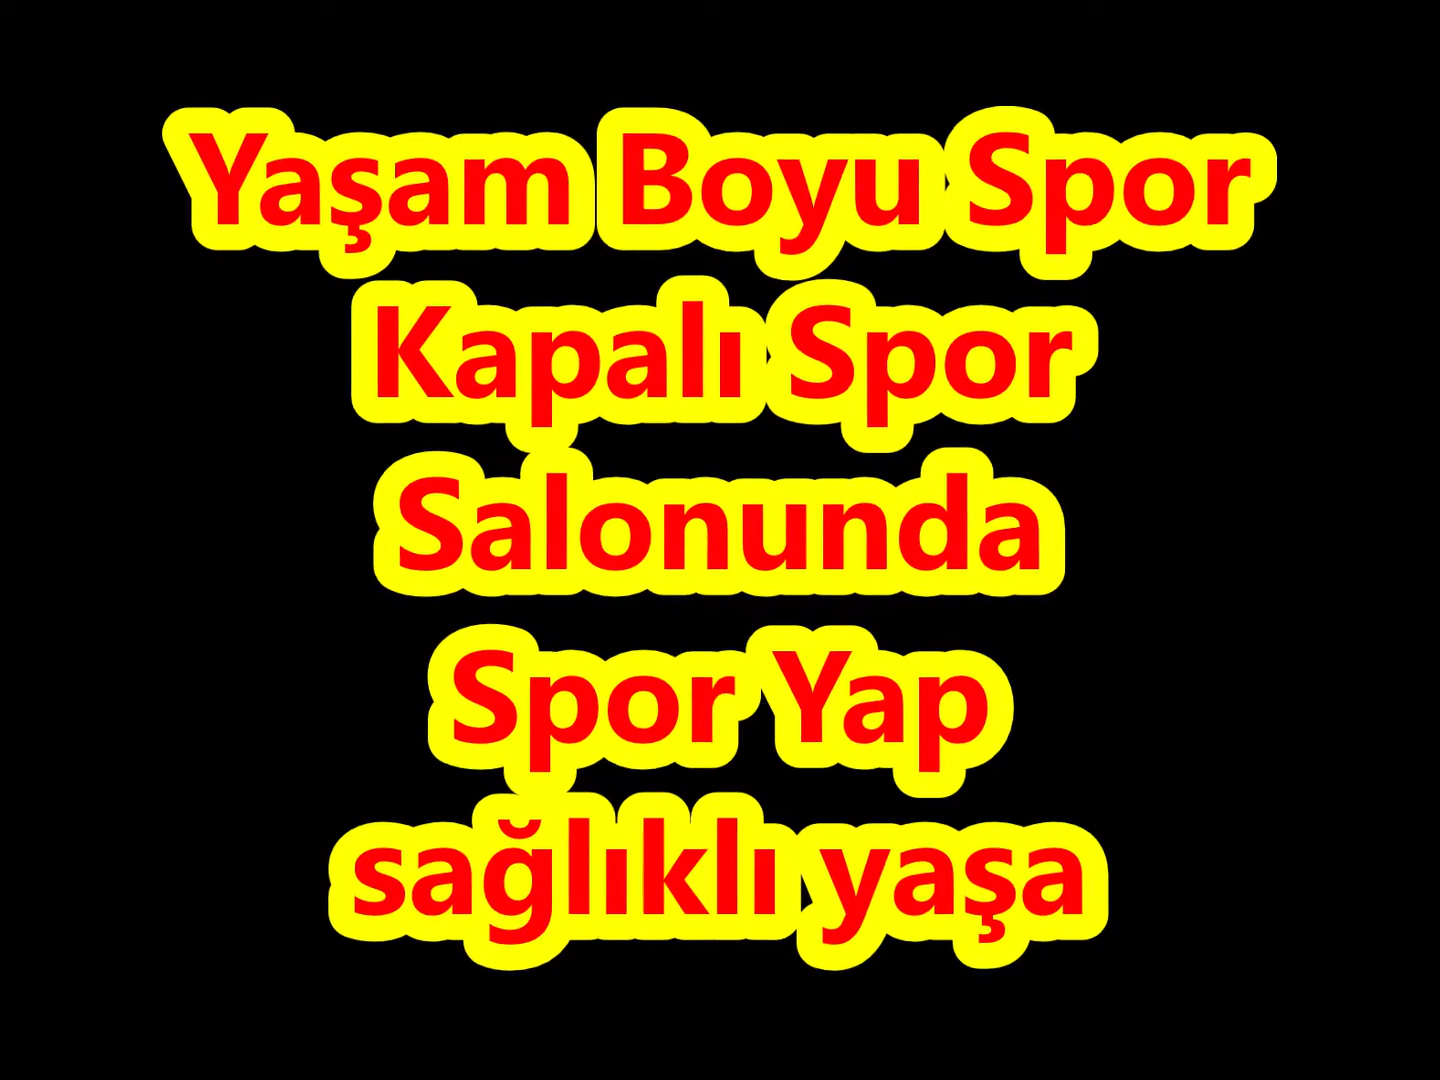 Yaşam Boyu Spor
Kapalı Spor
Salonunda
Spor Yap
sağlıklı yaşa